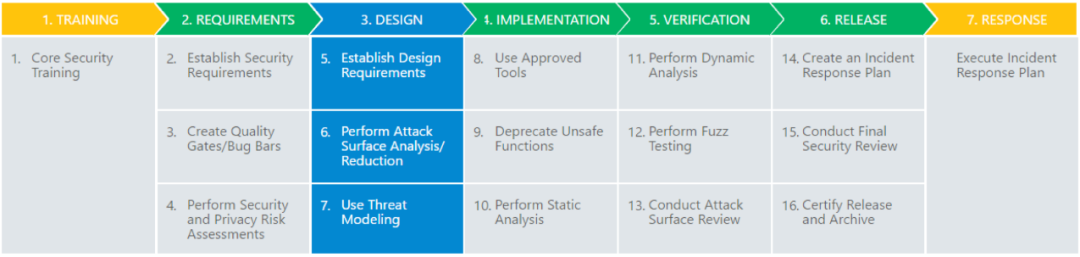 1. TRAINING
2. REQUIREMENTS
3. DESIGN
4. IMPLEMENTATION
5. VERIFICATION
6. RELEASE
7. RESPONSE
1. Core Security
Training
2. Establish Security
Requirements
3. Create Quality
Gates/Bug Bars
4. Perform Security
and Privacy Risk
Assessments
5. Establish Design
Requirements
6. Perform Attack
Surface Analysis/
Reduction
7. Use Threat
Modeling
8. Use Approved
Tools
9. Deprecate Unsafe
Functions
10. Perform Static
Analysis
11. Perform Dynamic
Analysis
12. Perform Fuzz
Testing
13. Conduct Attack
Surface Review
14. Create an Incident
Response Plan
15. Conduct Final
Security Review
16. Certify Release
and Archive
Execute Incident
Response Plan